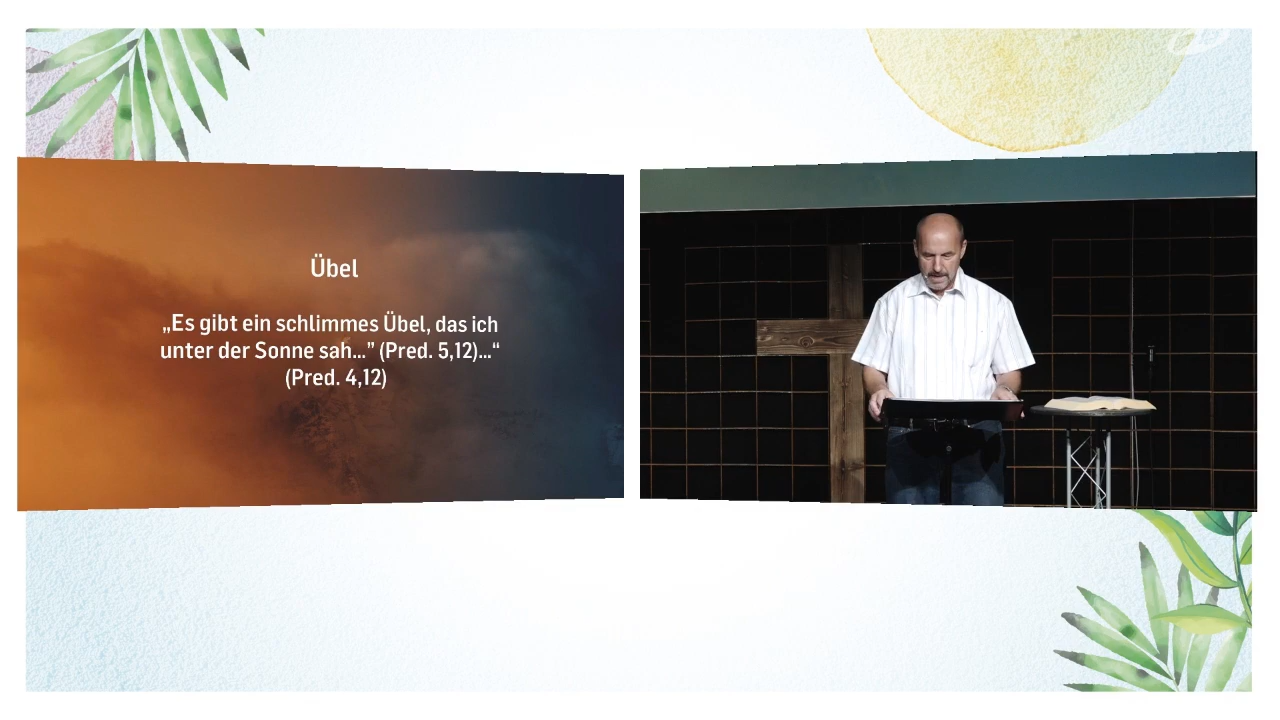 Übel
„Es gibt ein schlimmes Übel, das ich
unter der Sonne sah...” (Pred. 5,12)...“
(Pred. 4,12)